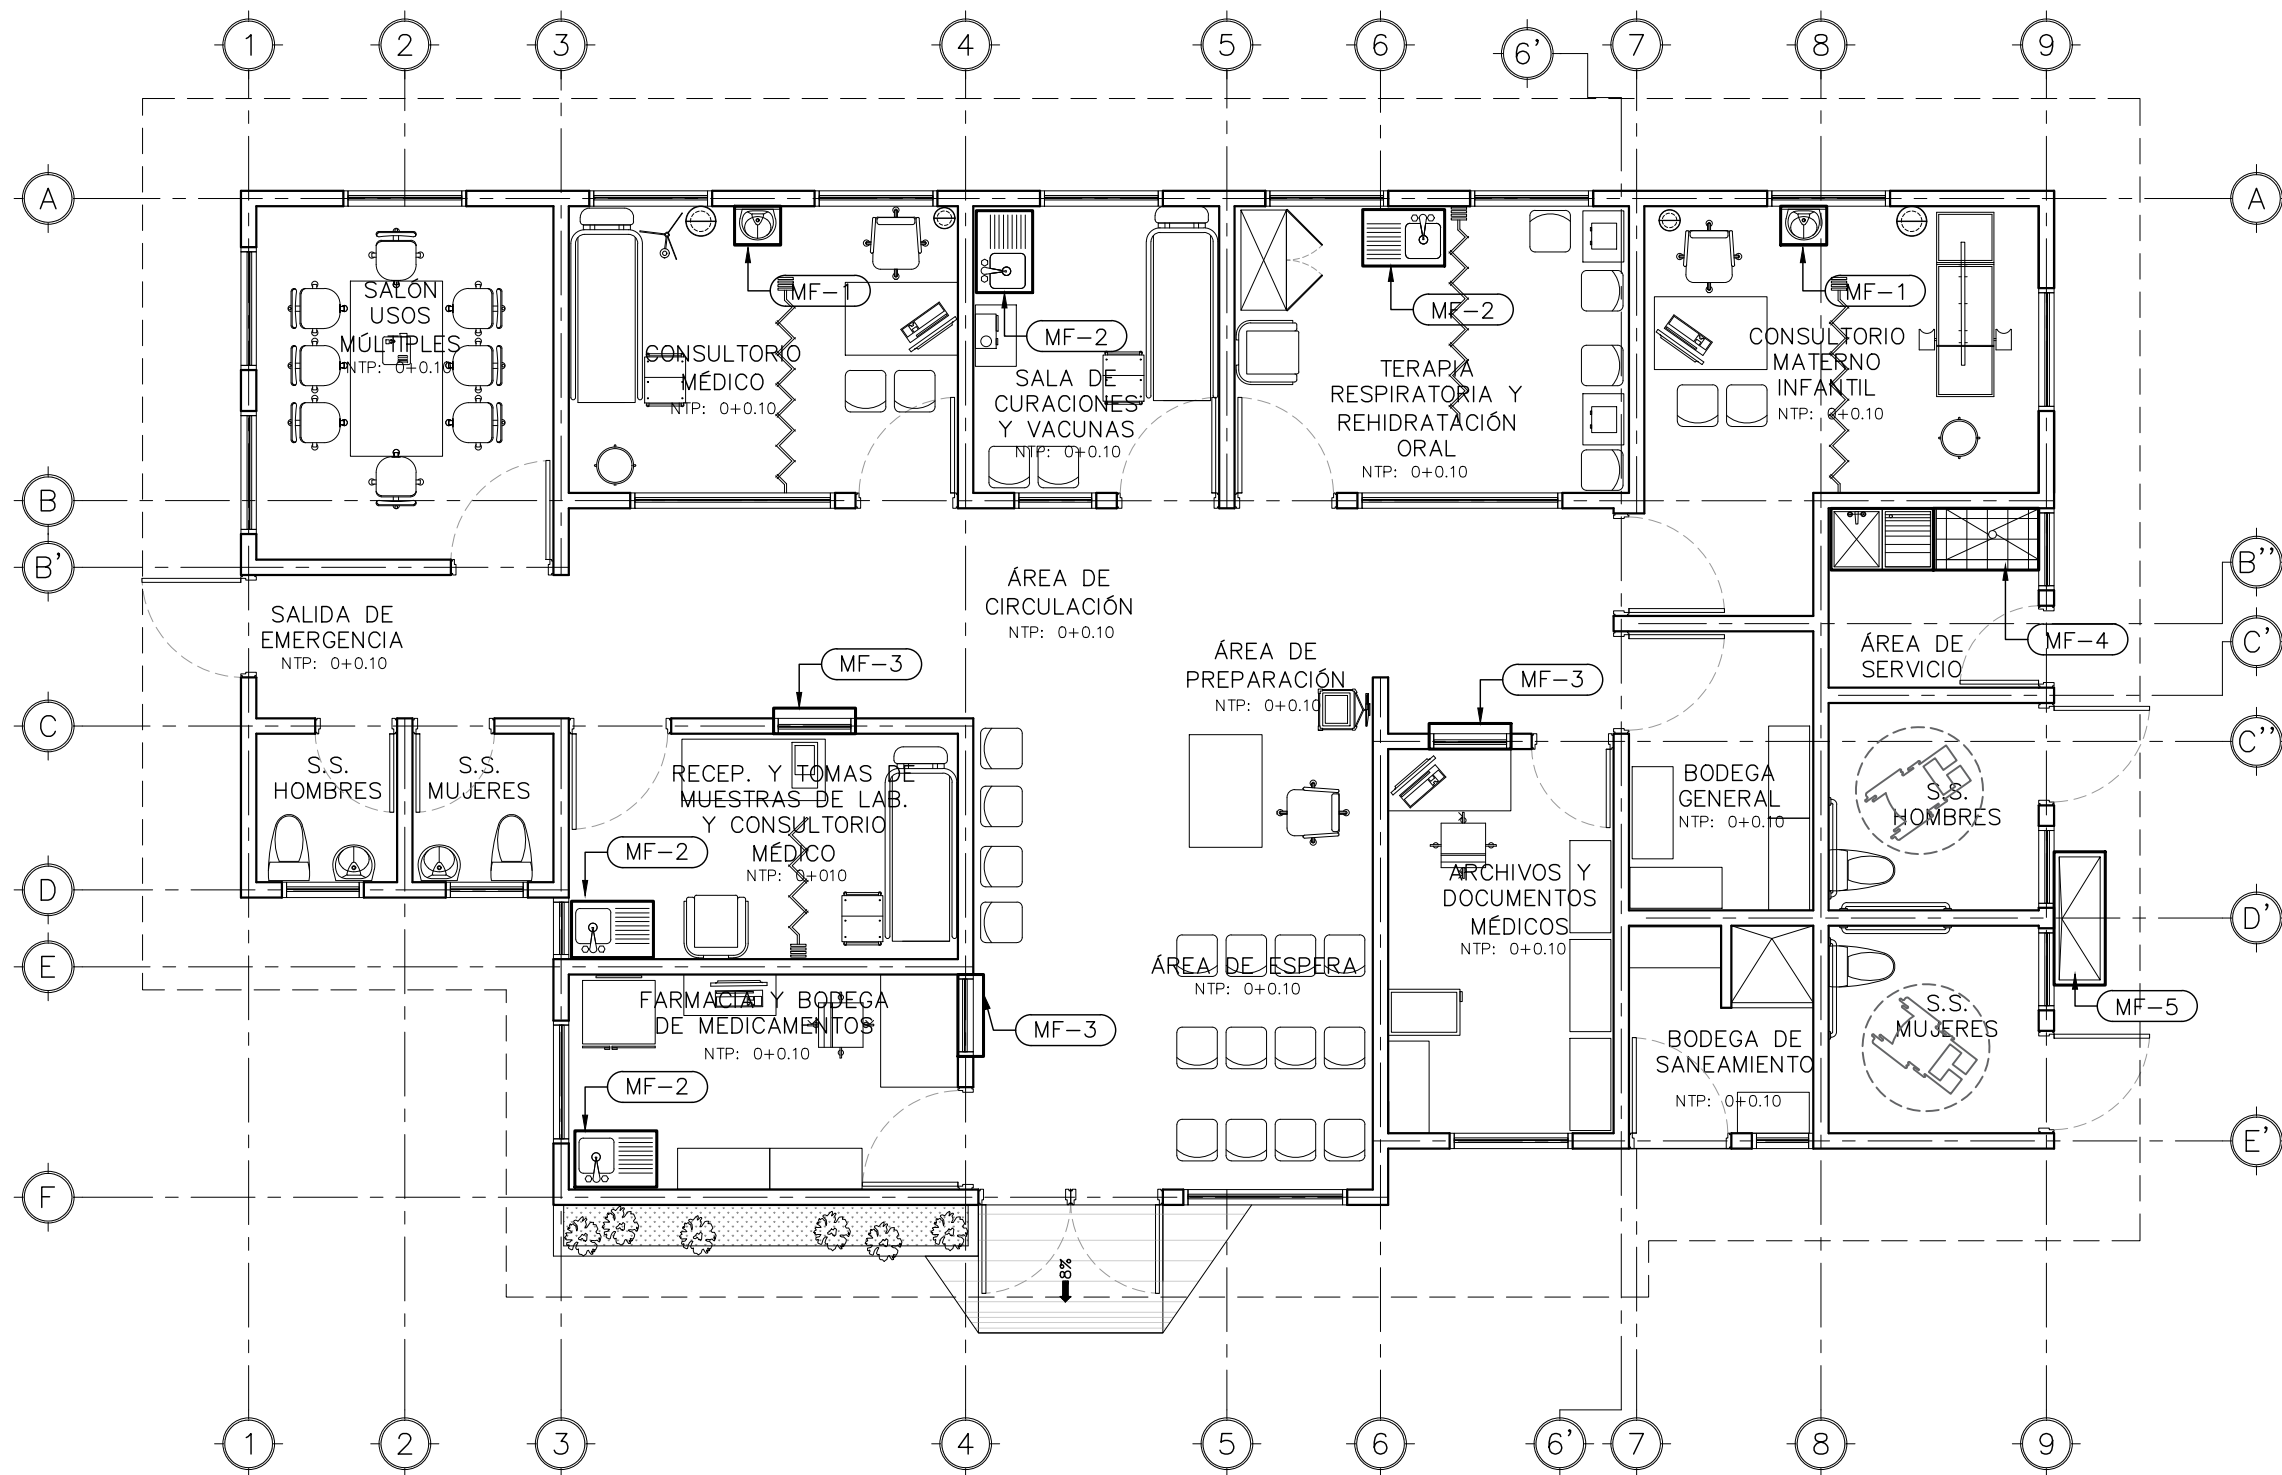 1 2 3 4 5 6 6' 7 8 9
A A
SALÓN
USOS
MÚLTIPLES
NTP: 0+0.10
MF-1
CONSULTORIO
MÉDICO
NTP: 0+0.10
MF-2
SALA DE
CURACIONES
Y VACUNAS
NTP: 0+0.10
MF-2
TERAPIA
RESPIRATORIA Y
REHIDRATACIÓN
ORAL
NTP: 0+0.10
MF-1
CONSULTORIO
MATERNO
INFANTIL
NTP: 0+0.10
B
B'
B''
SALIDA DE
EMERGENCIA
NTP: 0+0.10
ÁREA DE
CIRCULACIÓN
NTP: 0+0.10
ÁREA DE
PREPARACIÓN
NTP: 0+0.10
MF-3
MF-3
ÁREA DE
SERVICIO
MF-4
C'
C
C''
S.S.
HOMBRES
S.S.
MUJERES
RECEP. Y TOMAS DE
MUESTRAS DE LAB.
Y CONSULTORIO
MÉDICO
NTP: 0+010
MF-2
BODEGA
GENERAL
NTP: 0+0.10
S.S.
HOMBRES
ARCHIVOS Y
DOCUMENTOS
MÉDICOS
NTP: 0+0.10
D
D'
E
ÁREA DE ESPERA
NTP: 0+0.10
FARMACIA Y BODEGA
DE MEDICAMENTOS
NTP: 0+0.10
MF-3
MF-2
S.S.
MUJERES
MF-5
BODEGA DE
SANEAMIENTO
NTP: 0+0.10
E'
F
8%
1 2 3 4 5 6 6' 7 8 9